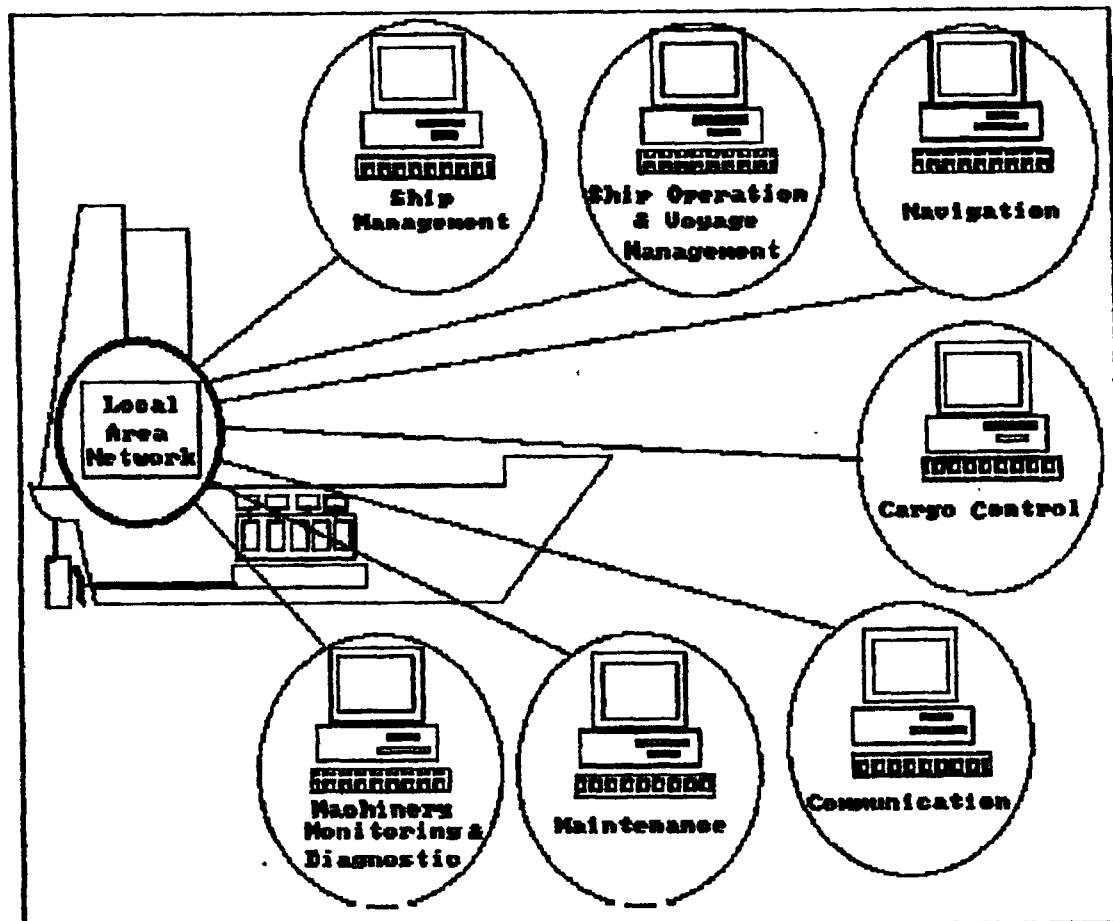 Ship
Management
Ship Operation
& Voyage
Management
Navigation
Local
Area
Network
Cargo Control
Machinery
Monitoring &
Diagnostic
Maintenance
Communication